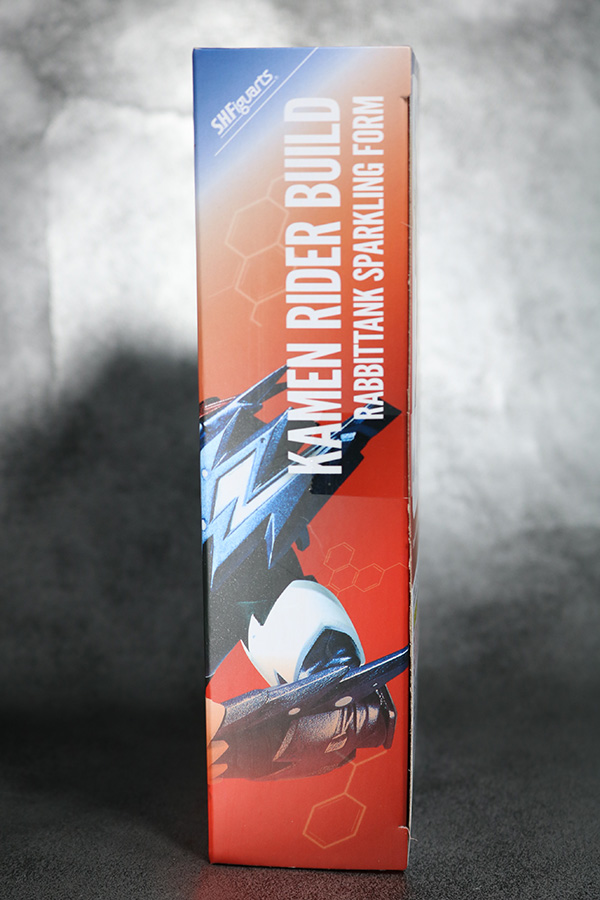 S.H.Figuarts
KAMEN RIDER BUILD
RABBITTANK SPARKLING FORM